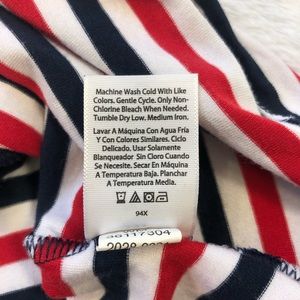 Machine Wash Cold With Like
Colors. Gentle Cycle. Only Non-
Chlorine Bleach When Needed.
Tumble Dry Low. Medium Iron.
Lavar A Máquina Con Agua Fría
Y Con Colores Similares. Ciclo
Delicado. Usar Solamente
Blanqueador Sin Cloro Cuando
Se Necesite. Secar En Máquina
A Temperatura Baja. Planchar
A Temperatura Media.
94X
36117304